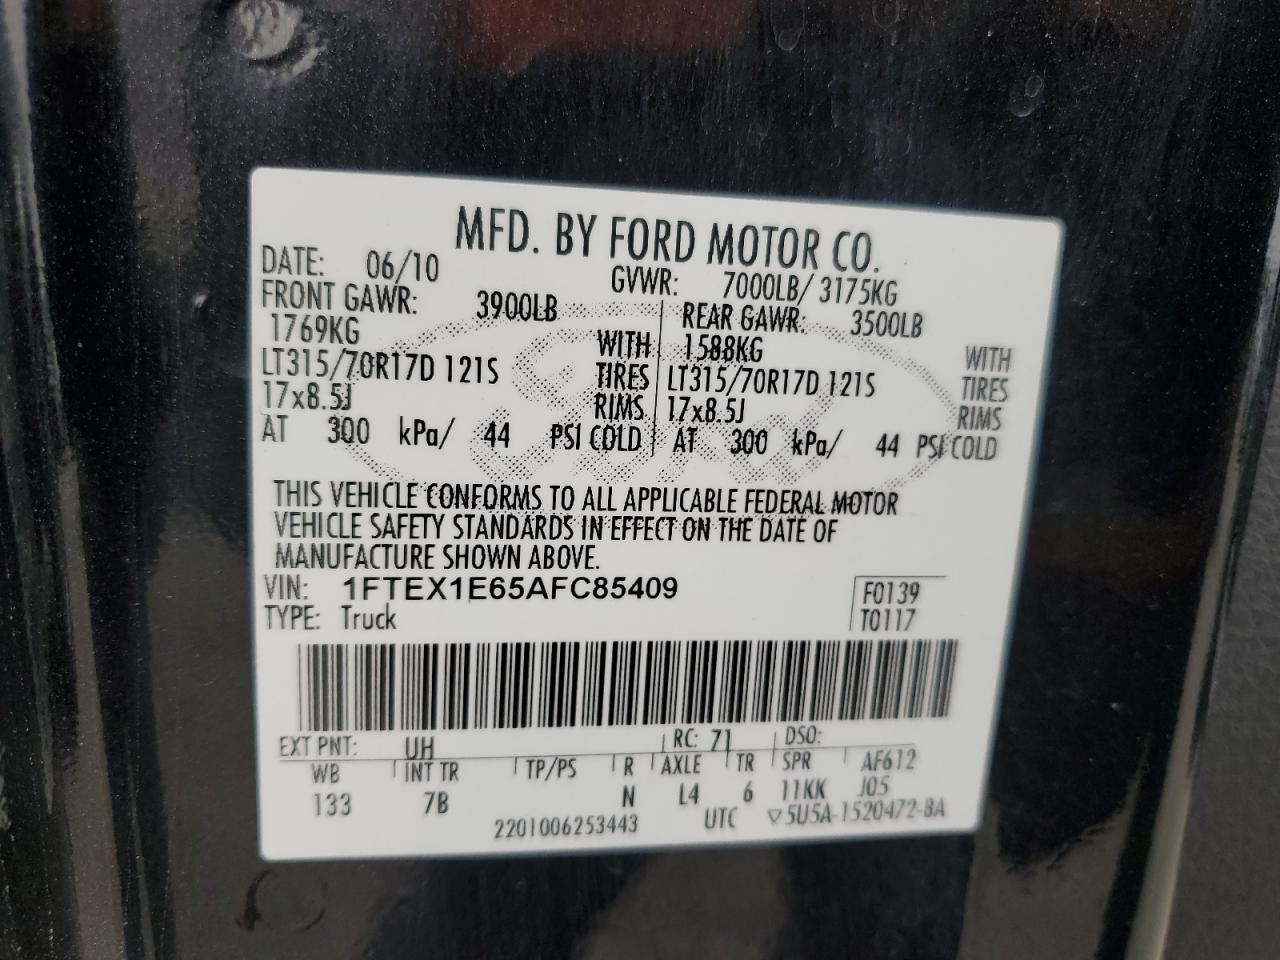 MFD. BY FORD MOTOR CO.
DATE: 06/10 GVWR: 7000LB/ 3175KG
FRONT GAWR: 3900LB REAR GAWR: 3500LB
1769KG WITH 1588KG WITH
LT315/70R17D 121S TIRES LT315/70R17D 121S TIRES
17x8.5J RIMS 17x8.5J RIMS
AT 300 kPa/ 44 PSI COLD AT 300 kPa/ 44 PSI COLD
THIS VEHICLE CONFORMS TO ALL APPLICABLE FEDERAL MOTOR
VEHICLE SAFETY STANDARDS IN EFFECT ON THE DATE OF
MANUFACTURE SHOWN ABOVE.
VIN: 1FTEX1E65AFC85409 F0139
TYPE: Truck T0117
EXT PNT: UH RC: 71 DSO:
WB INT TR TP/PS R AXLE TR SPR AF612
133 7B N L4 6 11KK J05
2201006253443 UTC ▽5U5A-1520472-BA
Ford